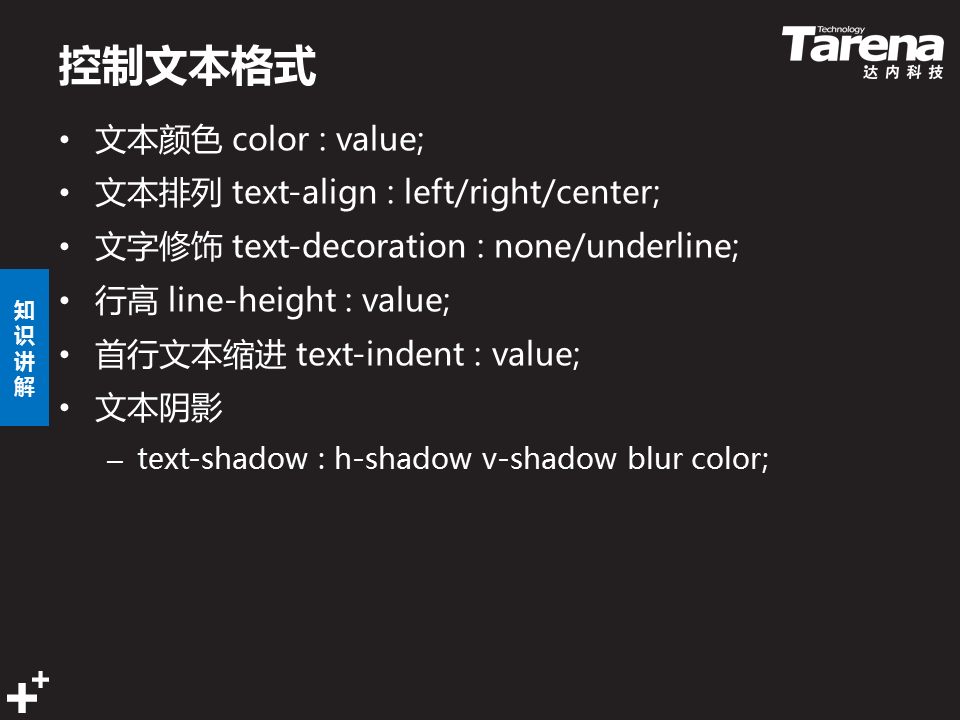 控制文本格式
Technology
Tarena
达内科技
• 文本颜色 color : value;
• 文本排列 text-align : left/right/center;
• 文字修饰 text-decoration : none/underline;
• 行高 line-height : value;
• 首行文本缩进 text-indent : value;
• 文本阴影
– text-shadow : h-shadow v-shadow blur color;
知
识
讲
解